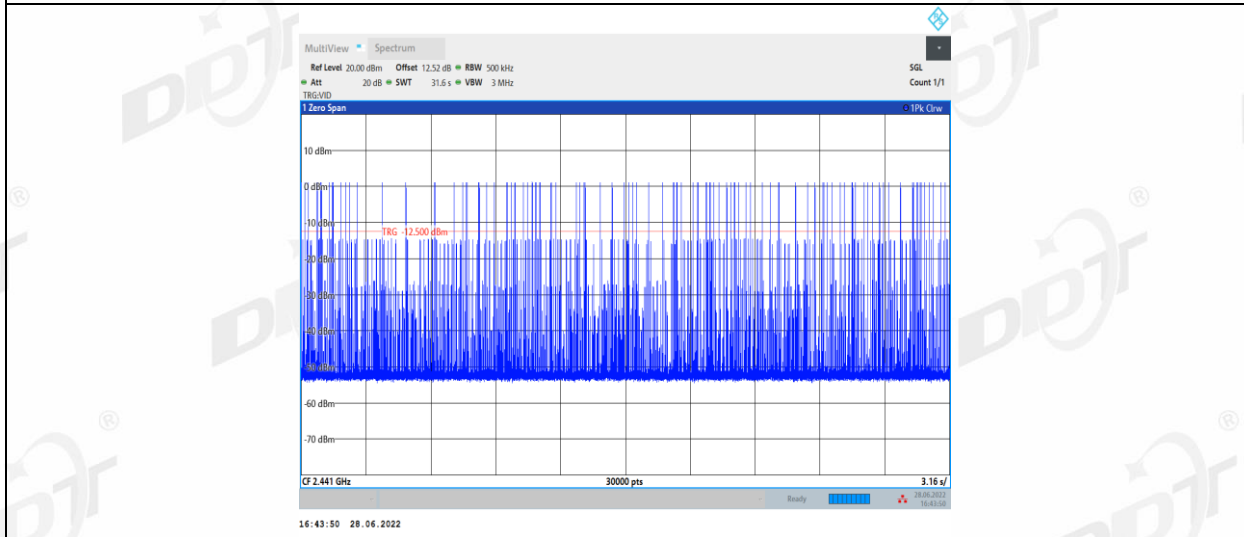 MultiView Spectrum
Ref Level 20.00 dBm Offset 12.52 dB RBW 500 kHz SGL
Att 20 dB SWT 31.6 s VBW 3 MHz Count 1/1
TRG:VID
1 Zero Span 1Pk Clrw
10 dBm
0 dBm
-10 dBm
TRG -12.500 dBm
-20 dBm
-30 dBm
-40 dBm
-50 dBm
-60 dBm
-70 dBm
CF 2.441 GHz 30000 pts 3.16 s/
Ready 28.06.2022
16:43:50
16:43:50 28.06.2022
DDT ®